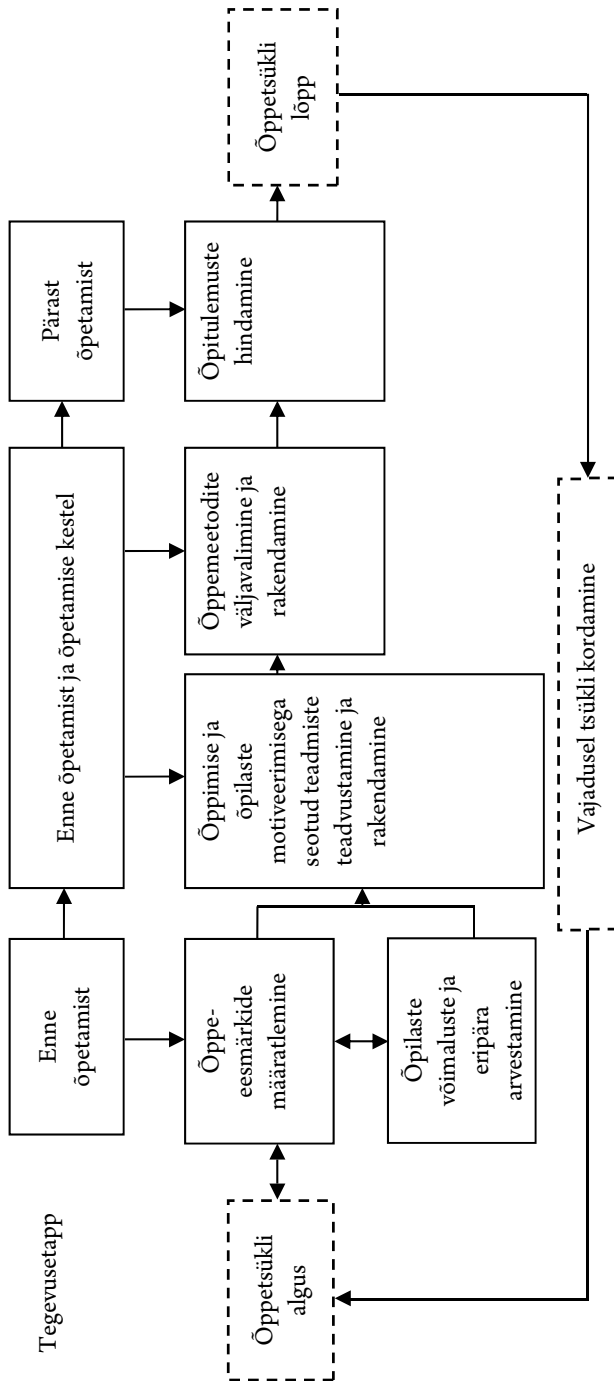 Tegevusetapp
Enne
õpetamist
Enne õpetamist ja õpetamise kestel
Pärast
õpetamist
Õppetsükli
algus
Õppe-
eesmärkide
määratlemine
Õpilaste
võimaluste ja
eripära
arvestamine
Õppimise ja
õpilaste
motiveerimisega
seotud teadmiste
teadvustamine ja
rakendamine
Õppemeetodite
väljavalimine ja
rakendamine
Õpitulemuste
hindamine
Õppetsükli
lõpp
Vajadusel tsükli kordamine